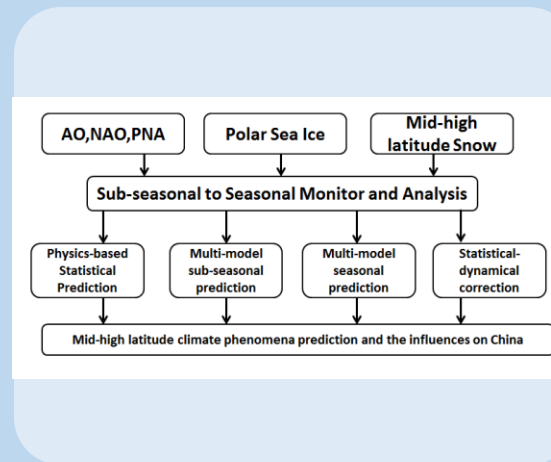 AO,NAO,PNA
Polar Sea Ice
Mid-high
latitude Snow
Sub-seasonal to Seasonal Monitor and Analysis
Physics-based
Statistical
Prediction
Multi-model
sub-seasonal
prediction
Multi-model
seasonal
prediction
Statistical-
dynamical
correction
Mid-high latitude climate phenomena prediction and the influences on China